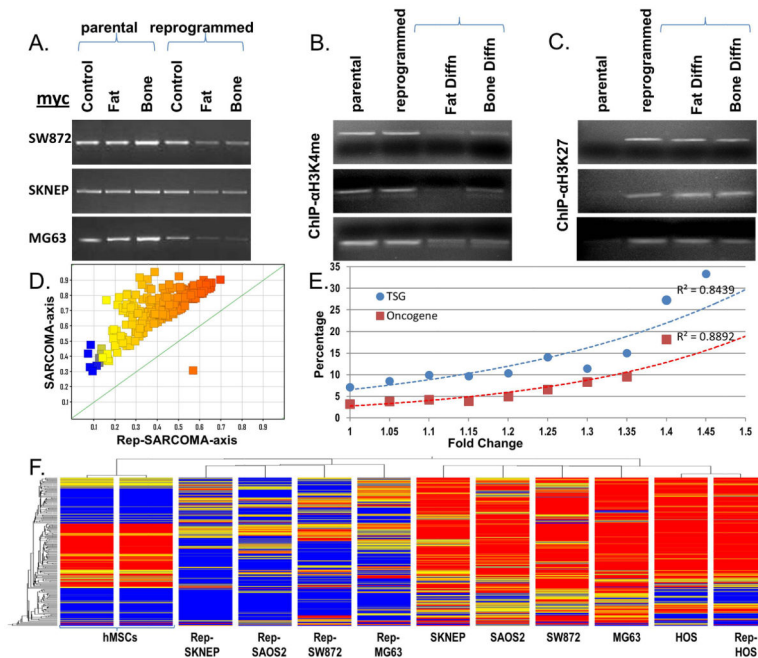 A.
parental reprogrammed
Control Fat Bone Control Fat Bone
myc
SW872
SKNEP
MG63
B.
parental reprogrammed Fat Diffn Bone Diffn
ChIP-αH3K4me
C.
parental reprogrammed Fat Diffn Bone Diffn
ChIP-αH3K27
D.
SARCOMA-axis
0.9
0.8
0.7
0.6
0.5
0.4
0.3
0.2
0.1
0.1 0.2 0.3 0.4 0.5 0.6 0.7 0.8 0.9
Rep-SARCOMA-axis
E.
Percentage
35
30
25
20
15
10
5
0
TSG
Oncogene
R² = 0.8439
R² = 0.8892
1 1.05 1.1 1.15 1.2 1.25 1.3 1.35 1.4 1.45 1.5
Fold Change
F.
hMSCs Rep-SKNEP Rep-SAOS2 Rep-SW872 Rep-MG63 SKNEP SAOS2 SW872 MG63 HOS Rep-HOS